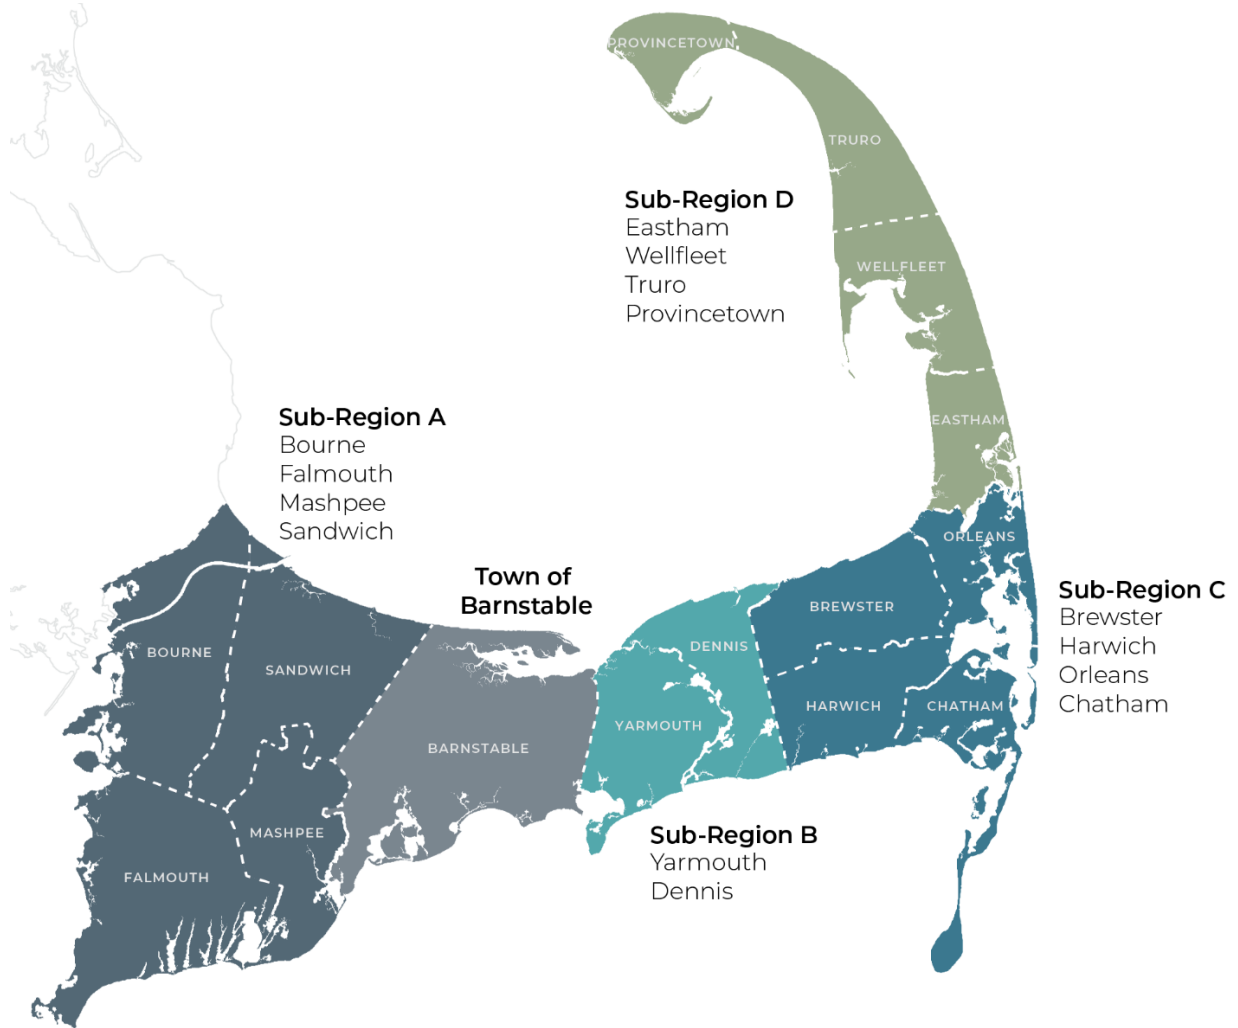 PROVINCETOWN
TRURO
Sub-Region D
Eastham
Wellfleet
Truro
Provincetown
WELLFLEET
EASTHAM
Sub-Region A
Bourne
Falmouth
Mashpee
Sandwich
ORLEANS
Town of
Barnstable
Sub-Region C
Brewster
Harwich
Orleans
Chatham
BREWSTER
DENNIS
BOURNE
SANDWICH
HARWICH
CHATHAM
YARMOUTH
BARNSTABLE
MASHPEE
Sub-Region B
Yarmouth
Dennis
FALMOUTH